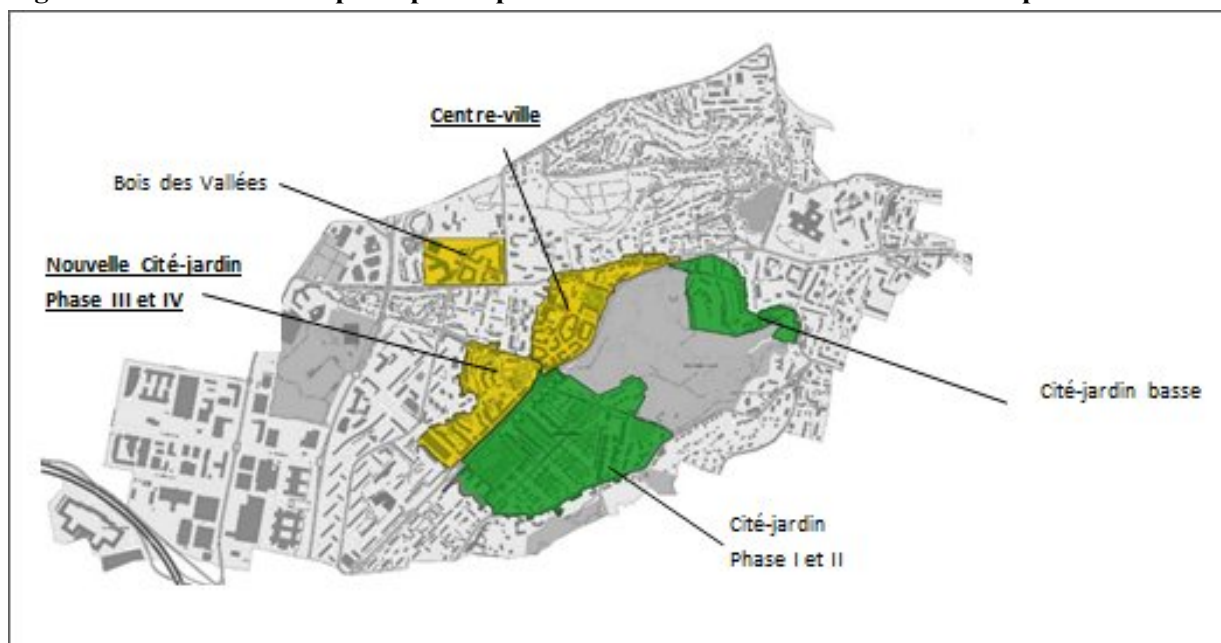 Centre-ville
Bois des Vallées
Nouvelle Cité-jardin
Phase III et IV
Cité-jardin basse
Cité-jardin
Phase I et II